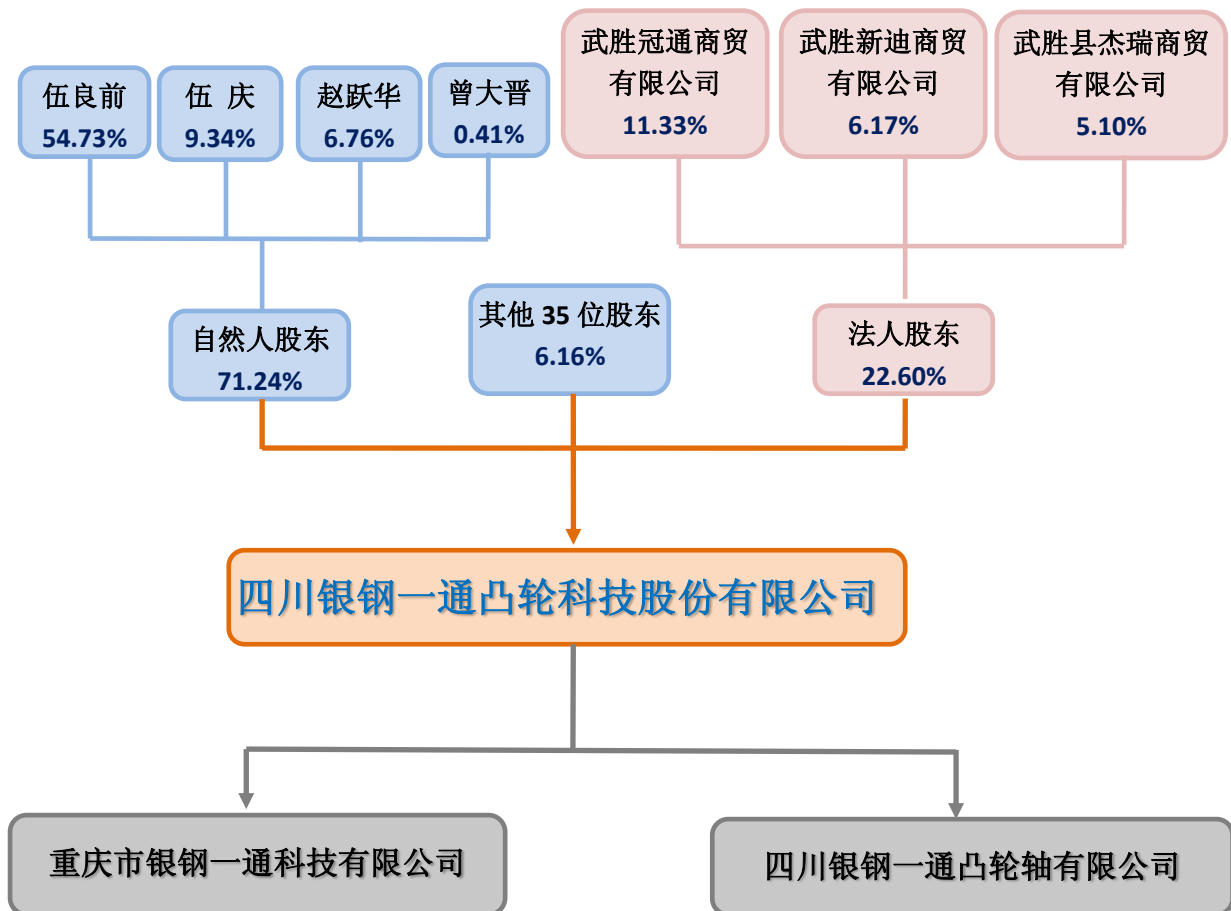 伍良前
54.73%
伍 庆
9.34%
赵跃华
6.76%
曾大晋
0.41%
武胜冠通商贸
有限公司
11.33%
武胜新迪商贸
有限公司
6.17%
武胜县杰瑞商贸
有限公司
5.10%
自然人股东
71.24%
其他 35 位股东
6.16%
法人股东
22.60%
四川银钢一通凸轮科技股份有限公司
重庆市银钢一通科技有限公司
四川银钢一通凸轮轴有限公司